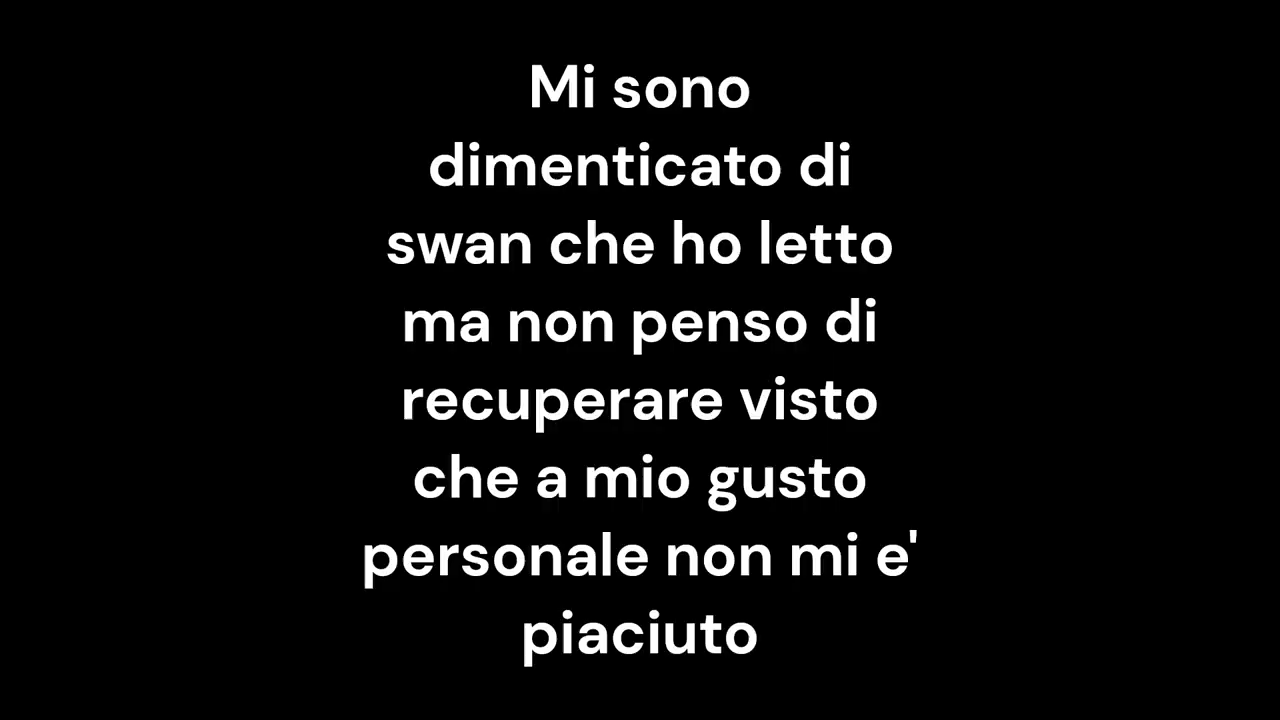 Mi sono
dimenticato di
swan che ho letto
ma non penso di
recuperare visto
che a mio gusto
personale non mi e'
piaciuto